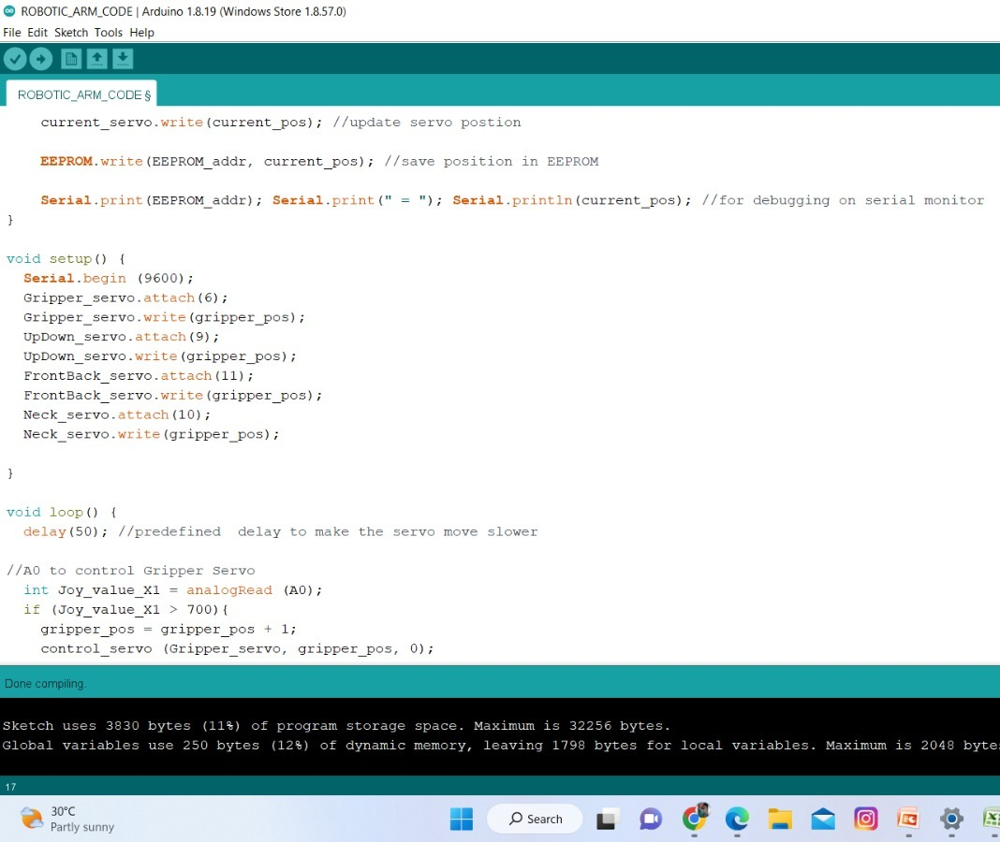 ROBOTIC_ARM_CODE | Arduino 1.8.19 (Windows Store 1.8.57.0)
File Edit Sketch Tools Help
ROBOTIC_ARM_CODE §
current_servo.write(current_pos); //update servo postion
EEPROM.write(EEPROM_addr, current_pos); //save position in EEPROM
Serial.print(EEPROM_addr); Serial.print(" = "); Serial.println(current_pos); //for debugging on serial monitor
}
void setup() {
Serial.begin (9600);
Gripper_servo.attach(6);
Gripper_servo.write(gripper_pos);
UpDown_servo.attach(9);
UpDown_servo.write(gripper_pos);
FrontBack_servo.attach(11);
FrontBack_servo.write(gripper_pos);
Neck_servo.attach(10);
Neck_servo.write(gripper_pos);
}
void loop() {
delay(50); //predefined  delay to make the servo move slower
//A0 to control Gripper Servo
int Joy_value_X1 = analogRead (A0);
if (Joy_value_X1 > 700){
gripper_pos = gripper_pos + 1;
control_servo (Gripper_servo, gripper_pos, 0);
Done compiling.
Sketch uses 3830 bytes (11%) of program storage space. Maximum is 32256 bytes.
Global variables use 250 bytes (12%) of dynamic memory, leaving 1798 bytes for local variables. Maximum is 2048 byte
17
30°C
Partly sunny
Search